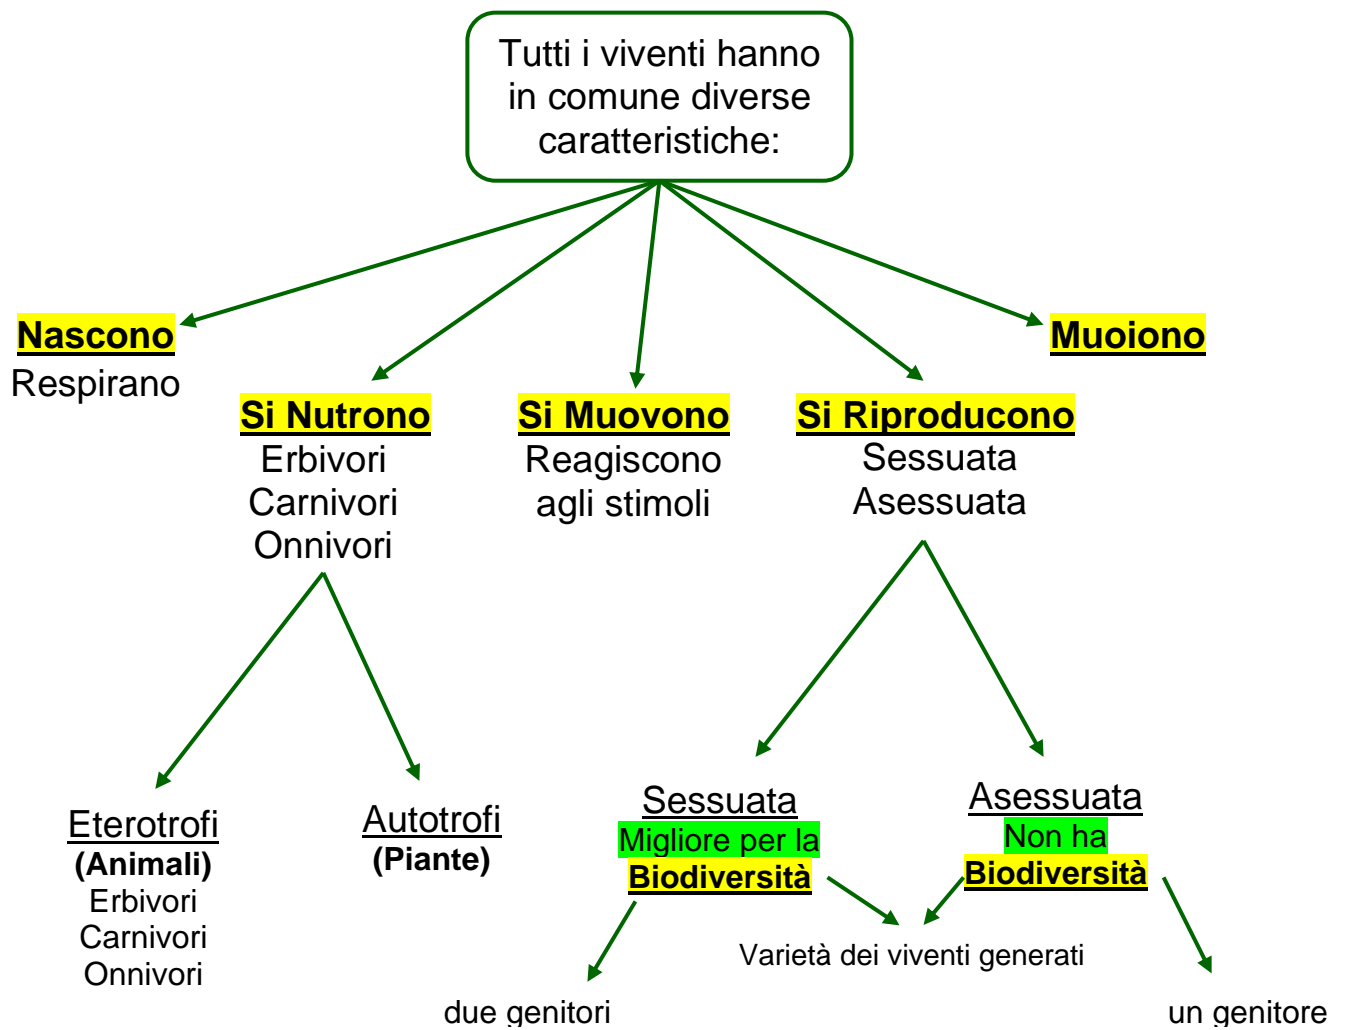 Tutti i viventi hanno
in comune diverse
caratteristiche:
Nascono
Respirano
Si Nutrono
Erbivori
Carnivori
Onnivori
Si Muovono
Reagiscono
agli stimoli
Si Riproducono
Sessuata
Asessuata
Muoiono
Eterotrofi
(Animali)
Erbivori
Carnivori
Onnivori
Autotrofi
(Piante)
Sessuata
Migliore per la
Biodiversità
Asessuata
Non ha
Biodiversità
Varietà dei viventi generati
due genitori
un genitore